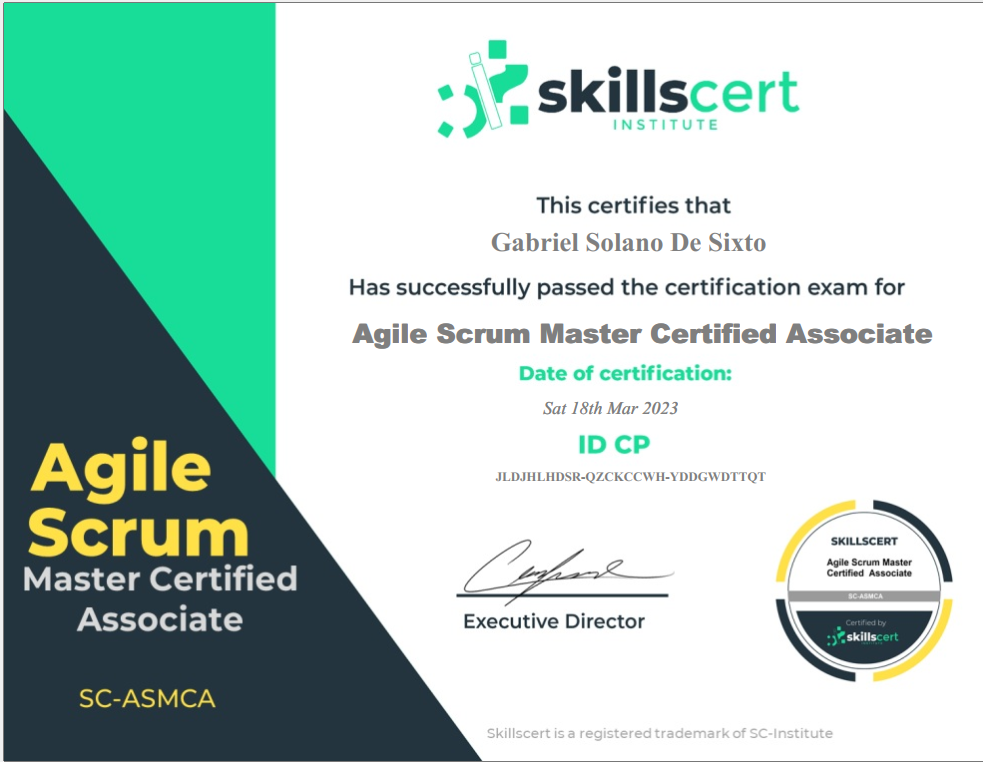 skillscert
INSTITUTE
This certifies that
Gabriel Solano De Sixto
Has successfully passed the certification exam for
Agile Scrum Master Certified Associate
Date of certification:
Sat 18th Mar 2023
ID CP
JLDJHLHDSR-QZCKCCWH-YDDGWDTTQT
Agile
Scrum
Master Certified
Associate
SC-ASMCA
Executive Director
SKILLSCERT
Agile Scrum Master
Certified Associate
SC-ASMCA
Certified by
skillscert
Skillscert is a registered trademark of SC-Institute